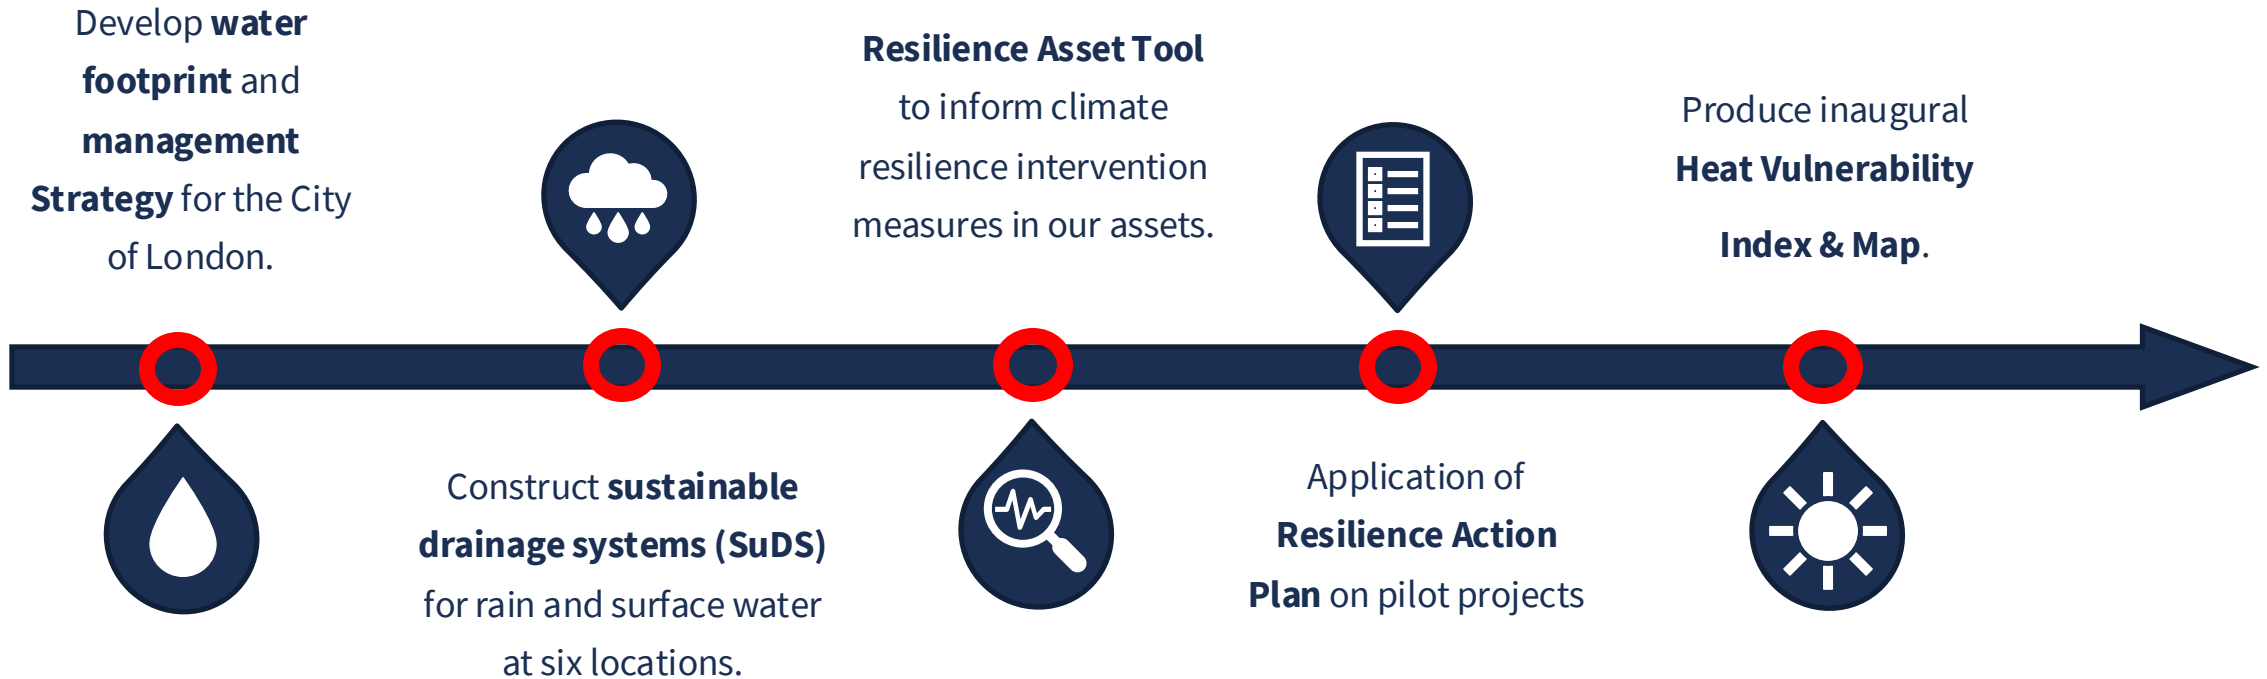 Develop water
footprint and
management
Strategy for the City
of London.
Construct sustainable
drainage systems (SuDS)
for rain and surface water
at six locations.
Resilience Asset Tool
to inform climate
resilience intervention
measures in our assets.
Application of
Resilience Action
Plan on pilot projects
Produce inaugural
Heat Vulnerability
Index & Map.